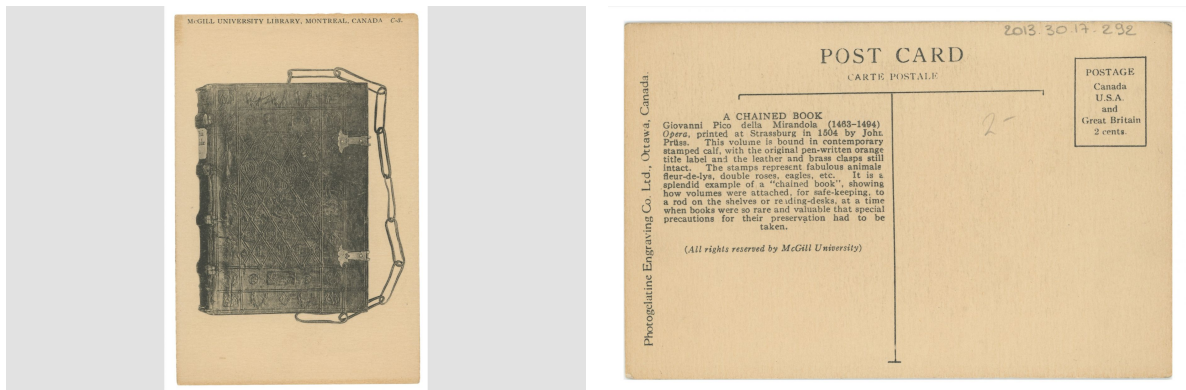 McGILL UNIVERSITY LIBRARY, MONTREAL, CANADA C-5.
2013.30.17-292
POST CARD
CARTE POSTALE
POSTAGE
Canada
U.S.A.
and
Great Britain
2 cents.
2-
A CHAINED BOOK
Giovanni Pico della Mirandola (1463-1494)
Opera, printed at Strassburg in 1504 by Joh.
Prüss. This volume is bound in contemporary
stamped calf, with the original pen-written orange
title label and the leather and brass clasps still
intact. The stamps represent fabulous animals
fleur-de-lys, double roses, eagles, etc. It is a
splendid example of a "chained book", showing
how volumes were attached, for safe-keeping, to
a rod on the shelves or reading-desks, at a time
when books were so rare and valuable that special
precautions for their preservation had to be
taken.
(All rights reserved by McGill University)
Photogelatine Engraving Co. Ltd., Ottawa, Canada.